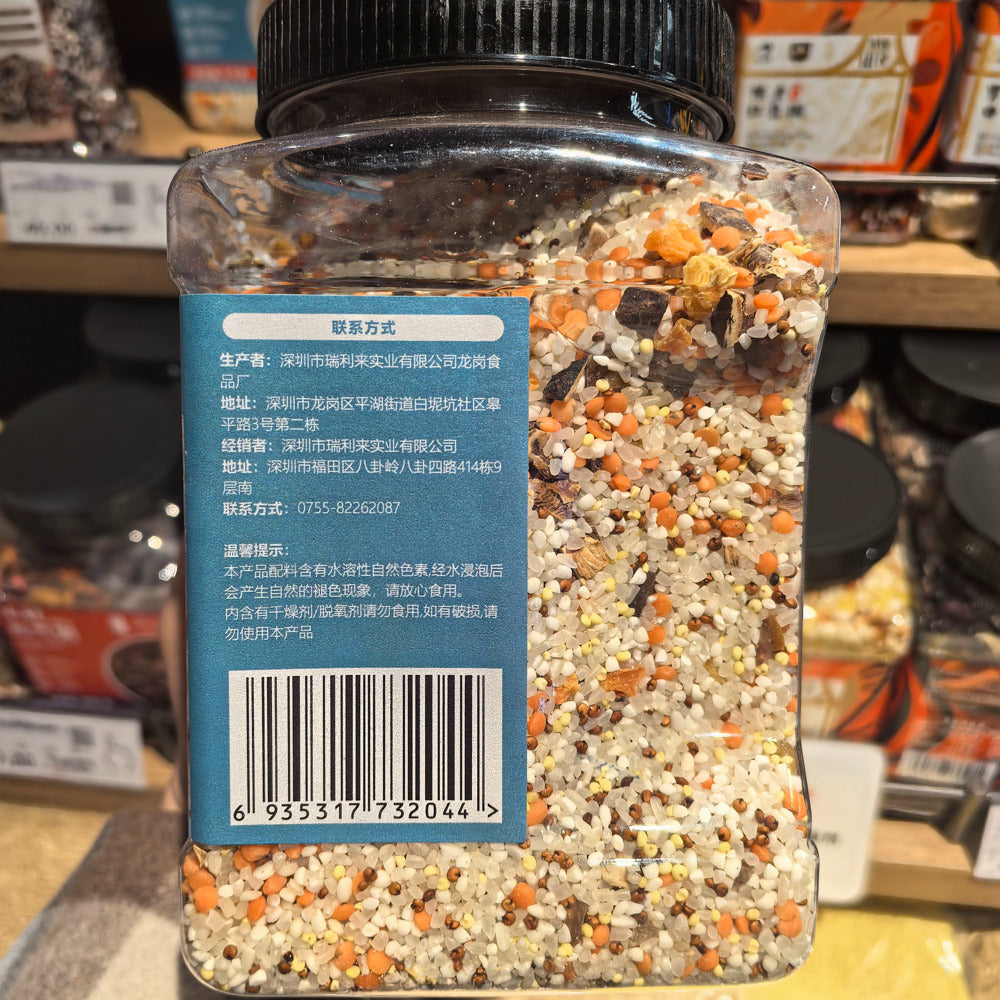 联系方式
生产者：深圳市瑞利来实业有限公司龙岗食
品厂
地址：深圳市龙岗区平湖街道白坭坑社区皋
平路3号第二栋
经销者：深圳市瑞利来实业有限公司
地址：深圳市福田区八卦岭八卦四路414栋9
层南
联系方式：0755-82262087
温馨提示：
本产品配料含有水溶性自然色素,经水浸泡后
会产生自然的褪色现象，请放心食用。
内含有干燥剂/脱氧剂请勿食用,如有破损,请
勿使用本产品
6 935317 732044 >